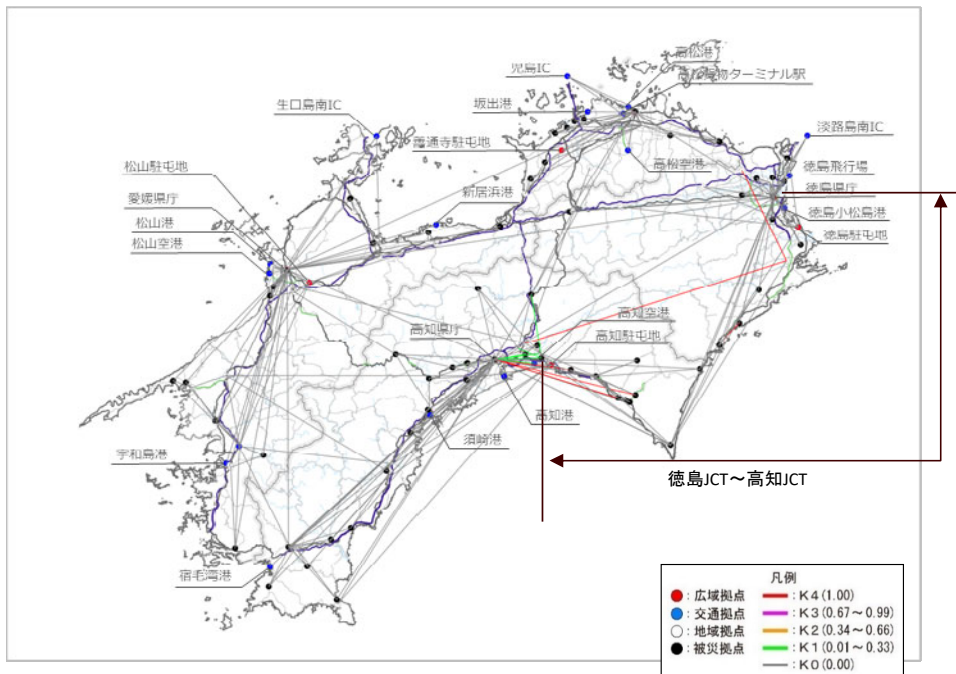 高松港
児島IC
高松貨物ターミナル駅
坂出港
生口島南IC
淡路島南IC
善通寺駐屯地
松山駐屯地
高松空港
徳島飛行場
愛媛県庁
新居浜港
徳島県庁
松山港
徳島小松島港
松山空港
徳島駐屯地
高知空港
高知県庁
高知駐屯地
高知港
須崎港
宇和島港
徳島JCT～高知JCT
宿毛湾港
凡例
：広域拠点
：K4(1.00)
：交通拠点
：K3(0.67～0.99)
：地域拠点
：K2(0.34～0.66)
：被災拠点
：K1(0.01～0.33)
：K0(0.00)